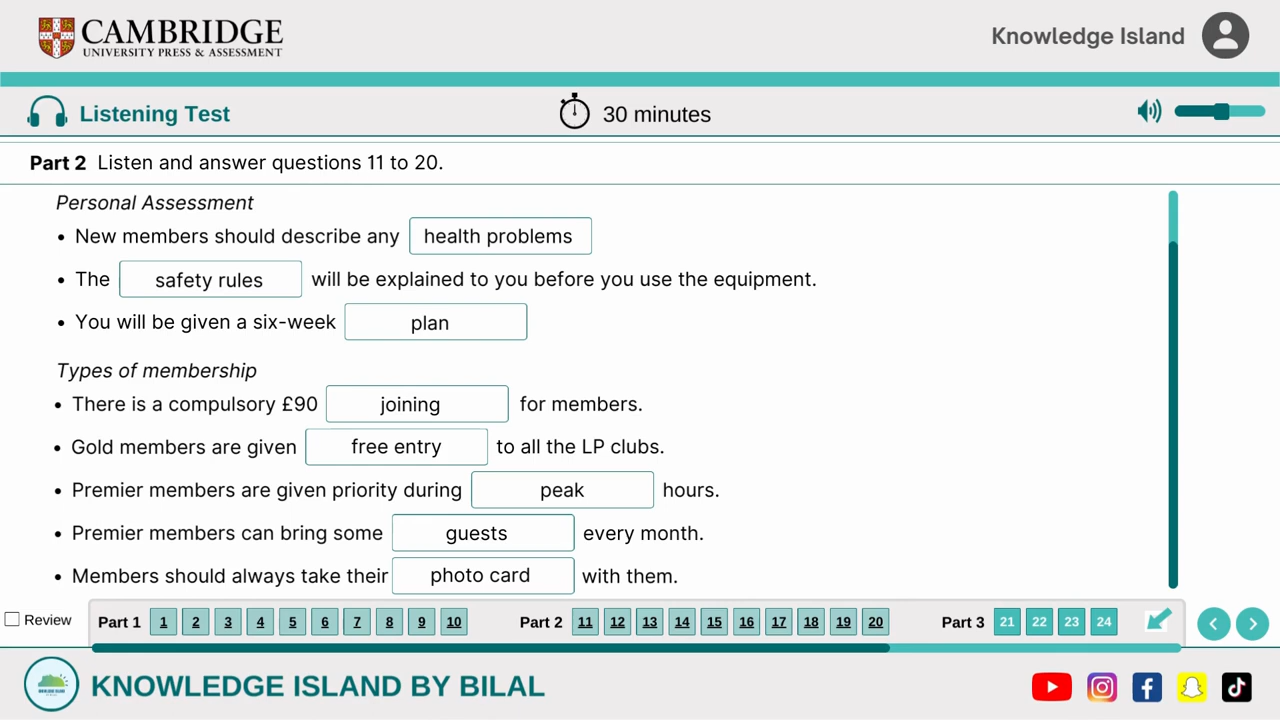 CAMBRIDGE
UNIVERSITY PRESS & ASSESSMENT
Knowledge Island
Listening Test
30 minutes
Part 2 Listen and answer questions 11 to 20.
Personal Assessment
• New members should describe any health problems
• The safety rules will be explained to you before you use the equipment.
• You will be given a six-week plan
Types of membership
• There is a compulsory £90 joining for members.
• Gold members are given free entry to all the LP clubs.
• Premier members are given priority during peak hours.
• Premier members can bring some guests every month.
• Members should always take their photo card with them.
Review Part 1 1 2 3 4 5 6 7 8 9 10 Part 2 11 12 13 14 15 16 17 18 19 20 Part 3 21 22 23 24
KNOWLEDGE ISLAND BY BILAL